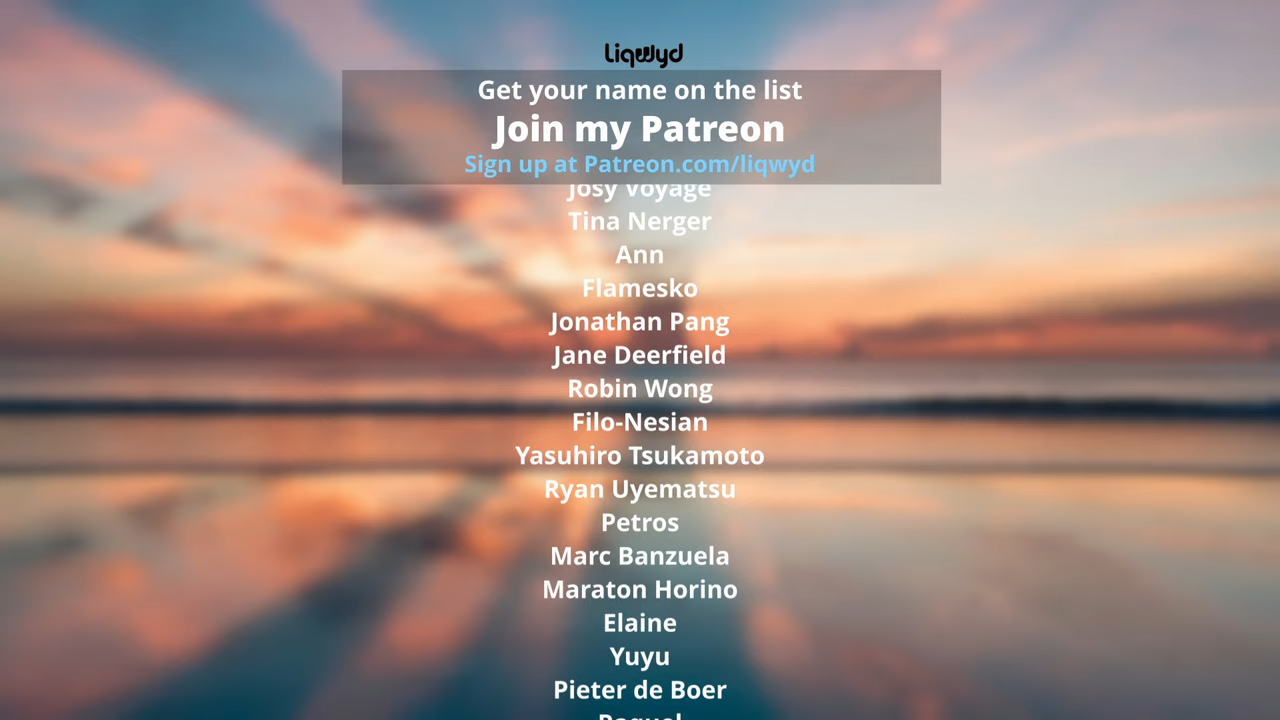 Liqwyd
Get your name on the list
Join my Patreon
Sign up at Patreon.com/liqwyd
Josy Voyage
Tina Nerger
Ann
Flamesko
Jonathan Pang
Jane Deerfield
Robin Wong
Filo-Nesian
Yasuhiro Tsukamoto
Ryan Uyematsu
Petros
Marc Banzuela
Maraton Horino
Elaine
Yuyu
Pieter de Boer